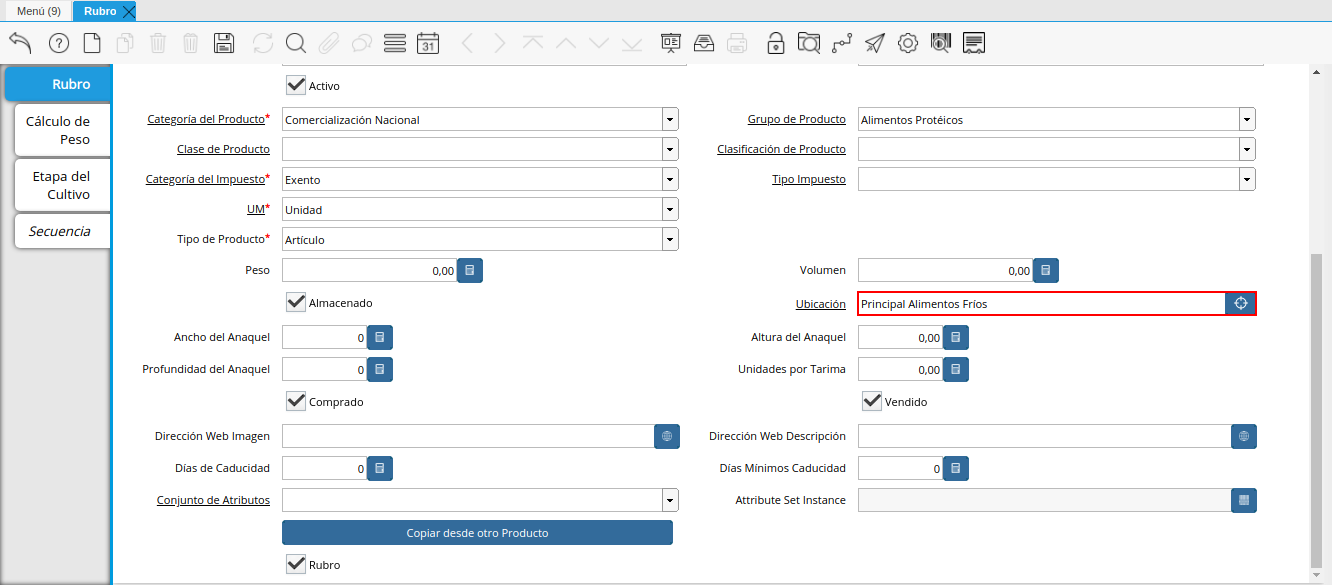 Menú (9) Rubro
31
Rubro
Cálculo de
Peso
Etapa del
Cultivo
Secuencia
Activo
Categoría del Producto* Comercialización Nacional Grupo de Producto Alimentos Protéicos
Clase de Producto Clasificación de Producto
Categoría del Impuesto* Exento Tipo Impuesto
UM* Unidad
Tipo de Producto* Artículo
Peso 0,00 Volumen 0,00
Almacenado Ubicación Principal Alimentos Fríos
Ancho del Anaquel 0 Altura del Anaquel 0,00
Profundidad del Anaquel 0 Unidades por Tarima 0,00
Comprado Vendido
Dirección Web Imagen Dirección Web Descripción
Días de Caducidad 0 Días Mínimos Caducidad 0
Conjunto de Atributos Attribute Set Instance
Copiar desde otro Producto
Rubro